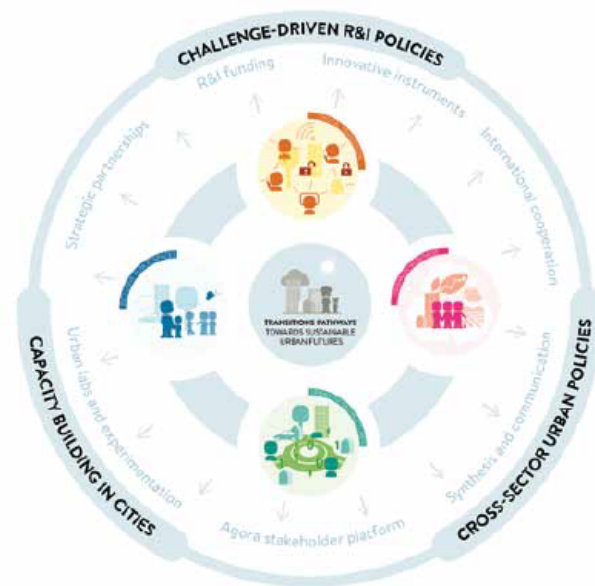 CHALLENGE-DRIVEN R&I POLICIES
R&I funding
Innovative instruments
Strategic partnerships
International cooperation
TRANSITIONS PATHWAYS
TOWARDS SUSTAINABLE
URBAN FUTURES
Urban labs and experimentation
Synthesis and communication
Agora stakeholder platform
CAPACITY BUILDING IN CITIES
CROSS-SECTOR URBAN POLICIES